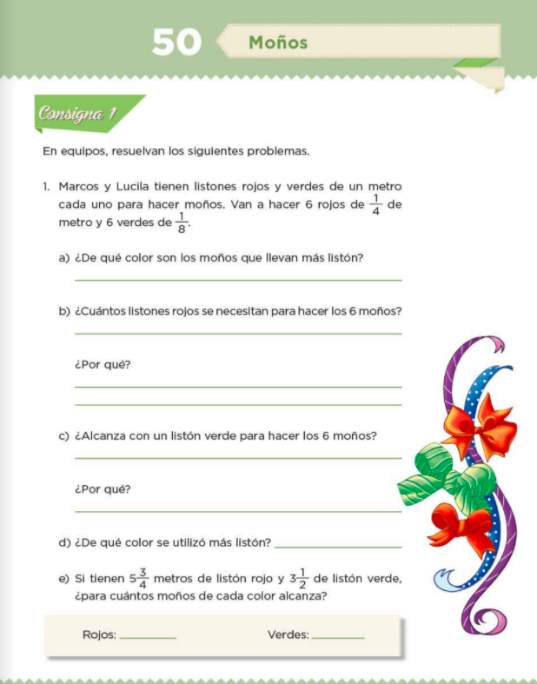 50 Moños
Consigna 1
En equipos, resuelvan los siguientes problemas.
1. Marcos y Lucila tienen listones rojos y verdes de un metro
cada uno para hacer moños. Van a hacer 6 rojos de 1/4 de
metro y 6 verdes de 1/8.
a) ¿De qué color son los moños que llevan más listón?
b) ¿Cuántos listones rojos se necesitan para hacer los 6 moños?
¿Por qué?
c) ¿Alcanza con un listón verde para hacer los 6 moños?
¿Por qué?
d) ¿De qué color se utilizó más listón?
e) Si tienen 5 3/4 metros de listón rojo y 3 1/2 de listón verde,
¿para cuántos moños de cada color alcanza?
Rojos: Verdes: